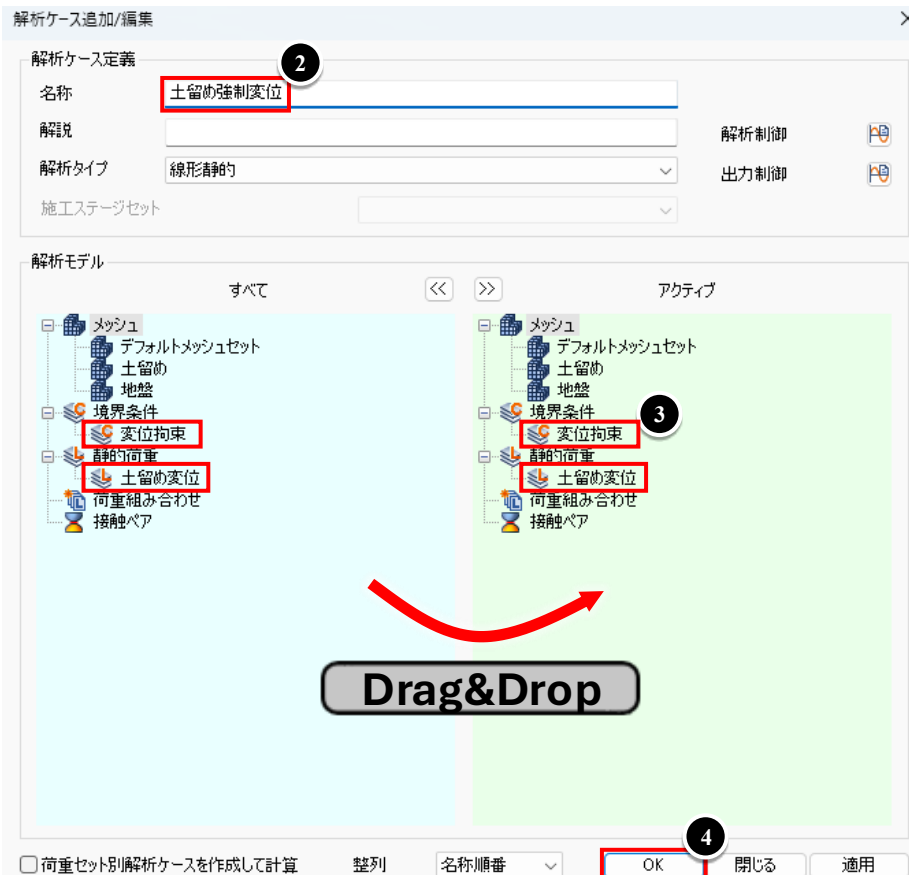 解析ケース追加/編集
解析ケース定義
2
名称 土留め強制変位
解説
解析制御
解析タイプ 線形静的
出力制御
施工ステージセット
解析モデル
すべて << >> アクティブ
メッシュ
デフォルトメッシュセット
土留め
地盤
境界条件
変位拘束
静的荷重
土留め変位
荷重組み合わせ
接触ペア
メッシュ
デフォルトメッシュセット
土留め
地盤
境界条件
3
変位拘束
静的荷重
土留め変位
荷重組み合わせ
接触ペア
Drag&Drop
4
荷重セット別解析ケースを作成して計算 整列 名称順番 OK 閉じる 適用